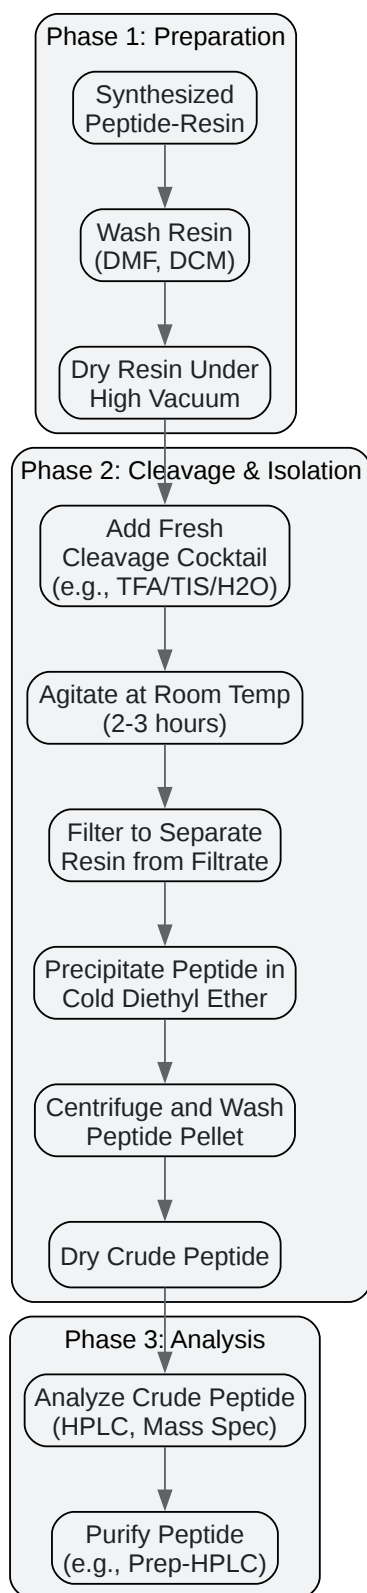 Phase 1: Preparation
Synthesized
Peptide-Resin
Wash Resin
(DMF, DCM)
Dry Resin Under
High Vacuum
Phase 2: Cleavage & Isolation
Add Fresh
Cleavage Cocktail
(e.g., TFA/TIS/H2O)
Agitate at Room Temp
(2-3 hours)
Filter to Separate
Resin from Filtrate
Precipitate Peptide in
Cold Diethyl Ether
Centrifuge and Wash
Peptide Pellet
Dry Crude Peptide
Phase 3: Analysis
Analyze Crude Peptide
(HPLC, Mass Spec)
Purify Peptide
(e.g., Prep-HPLC)